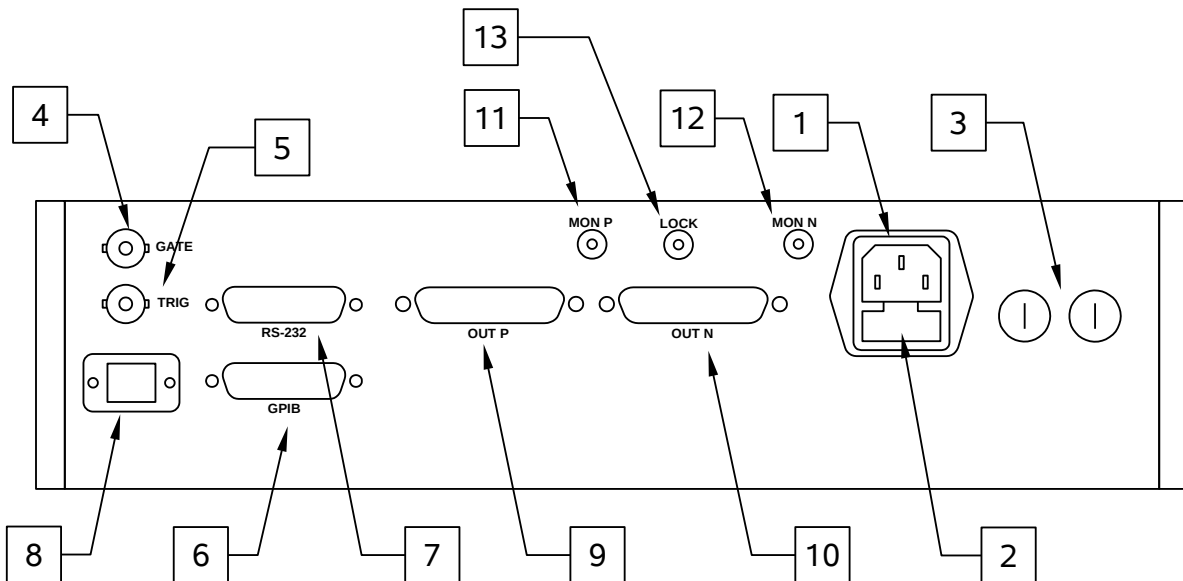 13
4
11
12
1
3
5
MON P
LOCK
MON N
GATE
TRIG
RS-232
OUT P
OUT N
GPIB
8
6
7
9
10
2